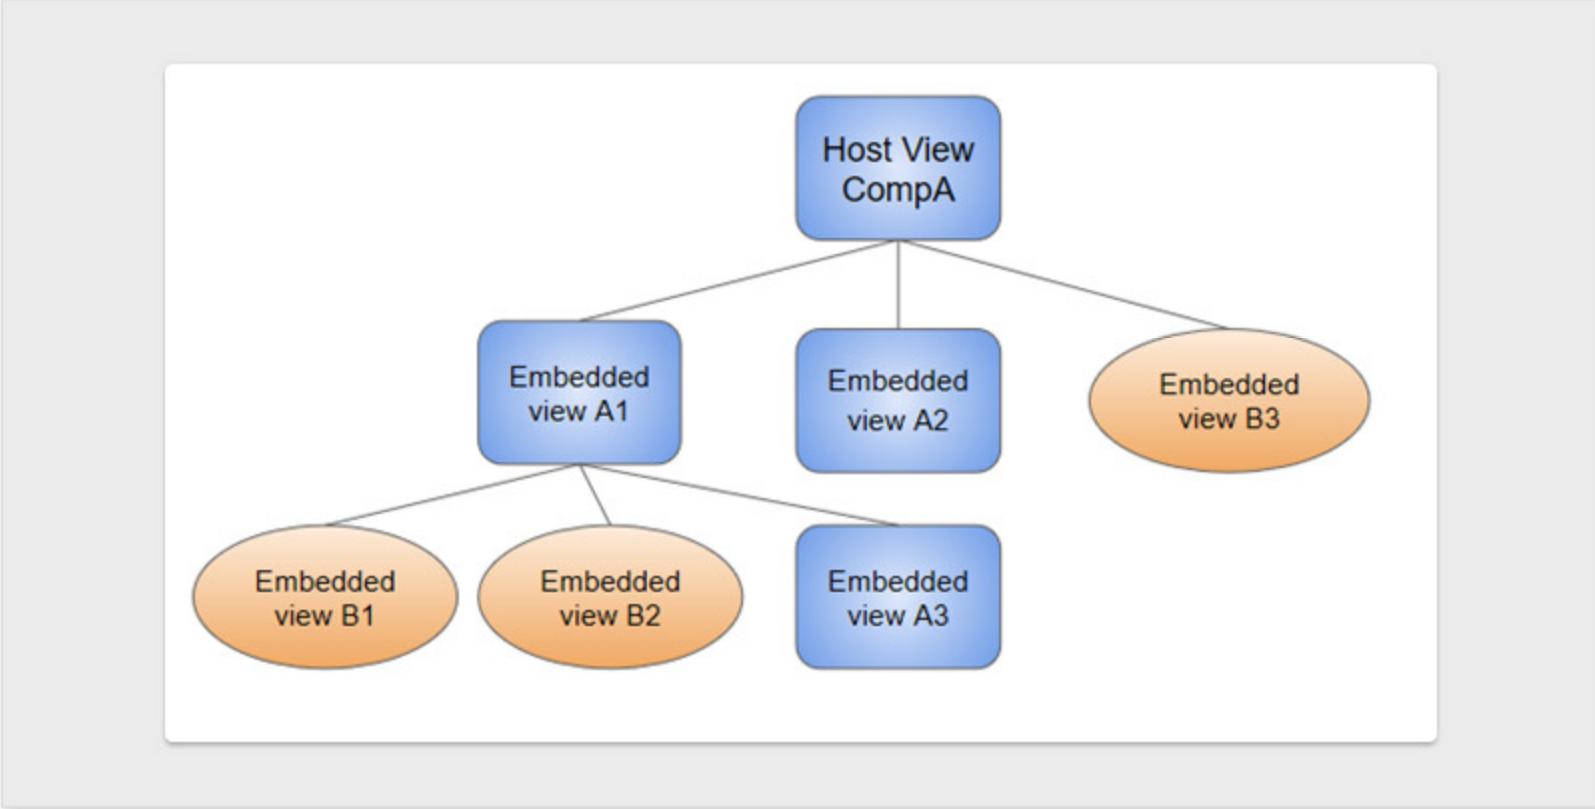 Host View
CompA
Embedded
view A1
Embedded
view A2
Embedded
view B3
Embedded
view B1
Embedded
view B2
Embedded
view A3